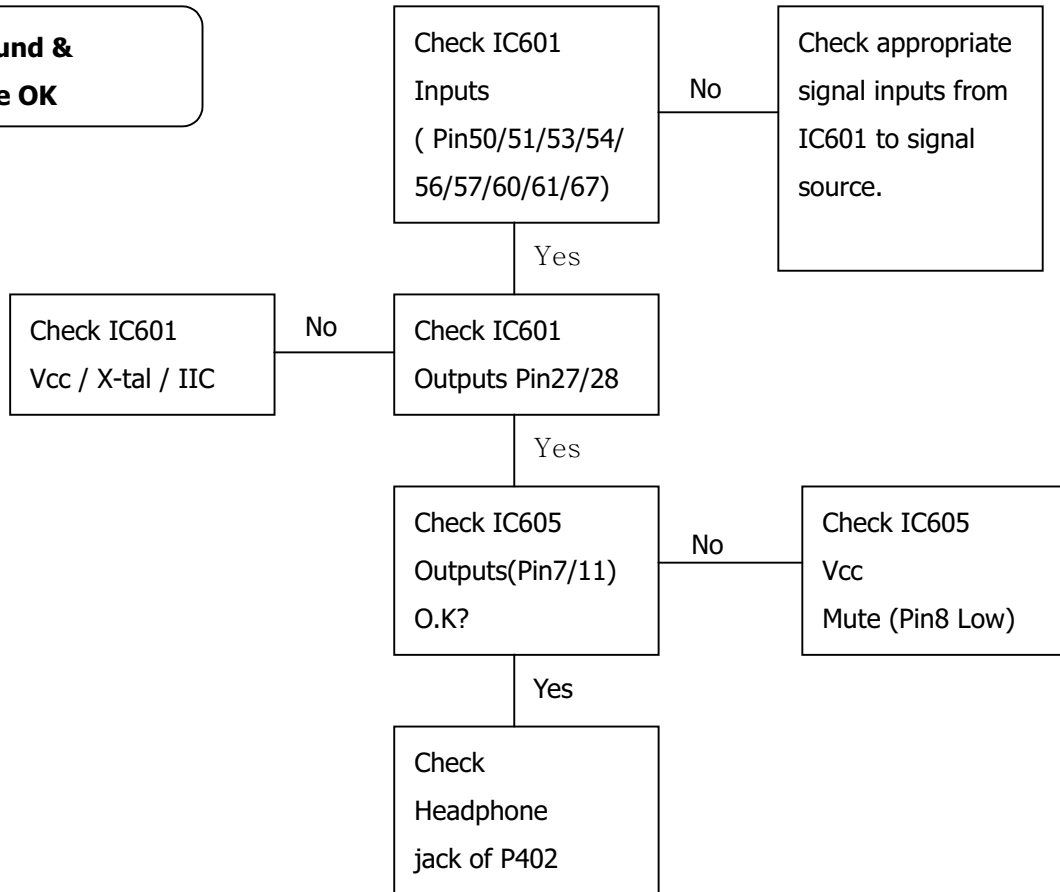 &
OK
Check IC601
Inputs
( Pin50/51/53/54/
56/57/60/61/67)
No
Check appropriate
signal inputs from
IC601 to signal
source.
Yes
Check IC601
Vcc / X-tal / IIC
No
Check IC601
Outputs Pin27/28
Yes
Check IC605
Outputs(Pin7/11)
O.K?
No
Check IC605
Vcc
Mute (Pin8 Low)
Yes
Check
Headphone
jack of P402